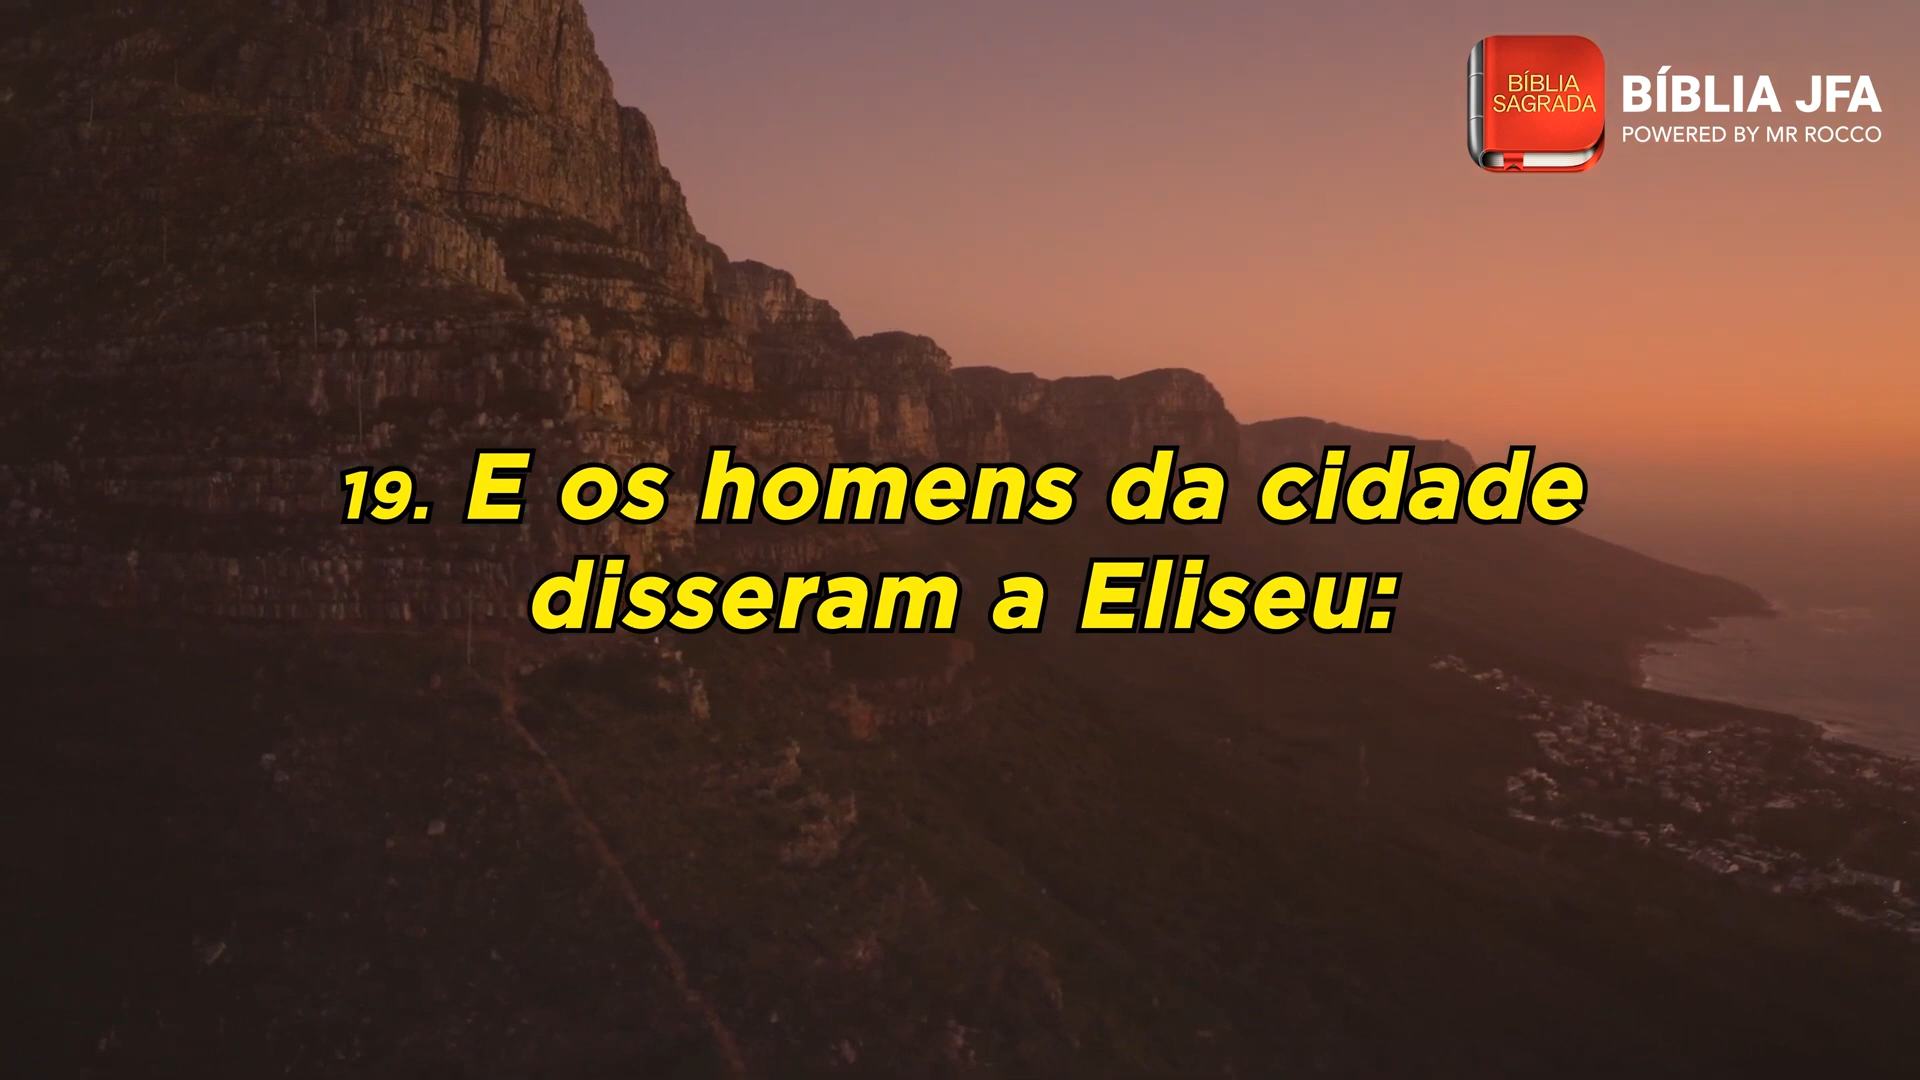 BÍBLIA
SAGRADA
BÍBLIA JFA
POWERED BY MR ROCCO
19. E os homens da cidade
disseram a Eliseu: